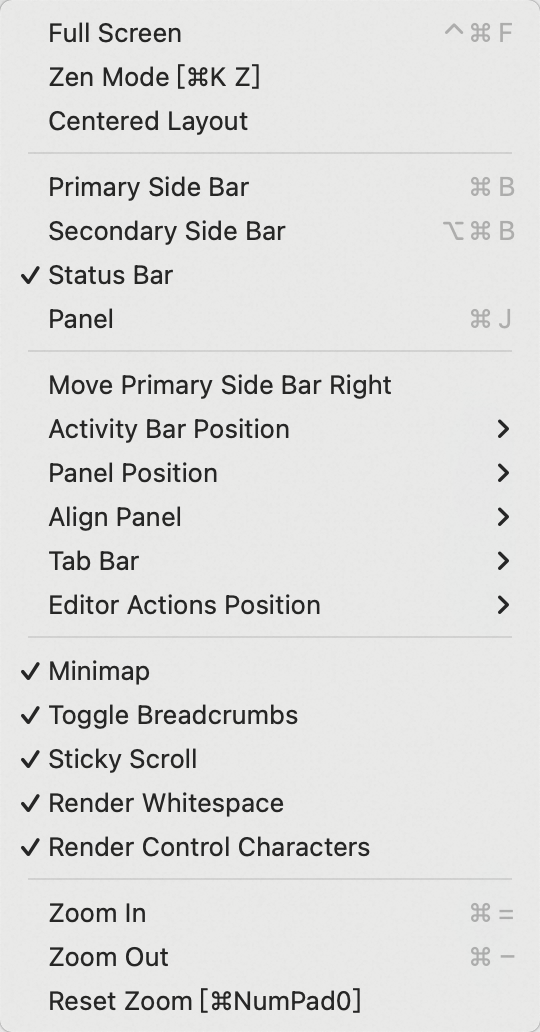 Full Screen ^ ⌘ F
Zen Mode [⌘K Z]
Centered Layout
Primary Side Bar ⌘ B
Secondary Side Bar ⌥ ⌘ B
✓ Status Bar
Panel ⌘ J
Move Primary Side Bar Right
Activity Bar Position >
Panel Position >
Align Panel >
Tab Bar >
Editor Actions Position >
✓ Minimap
✓ Toggle Breadcrumbs
✓ Sticky Scroll
✓ Render Whitespace
✓ Render Control Characters
Zoom In ⌘ =
Zoom Out ⌘ −
Reset Zoom [⌘NumPad0]